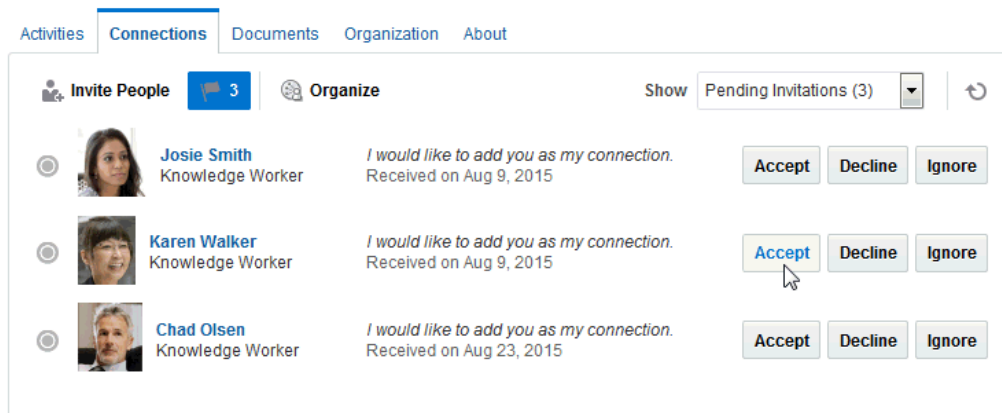 Activities Connections Documents Organization About
Invite People 3 Organize Show Pending Invitations (3)
Josie Smith I would like to add you as my connection. Accept Decline Ignore
Knowledge Worker Received on Aug 9, 2015
Karen Walker I would like to add you as my connection. Accept Decline Ignore
Knowledge Worker Received on Aug 9, 2015
Chad Olsen I would like to add you as my connection. Accept Decline Ignore
Knowledge Worker Received on Aug 23, 2015